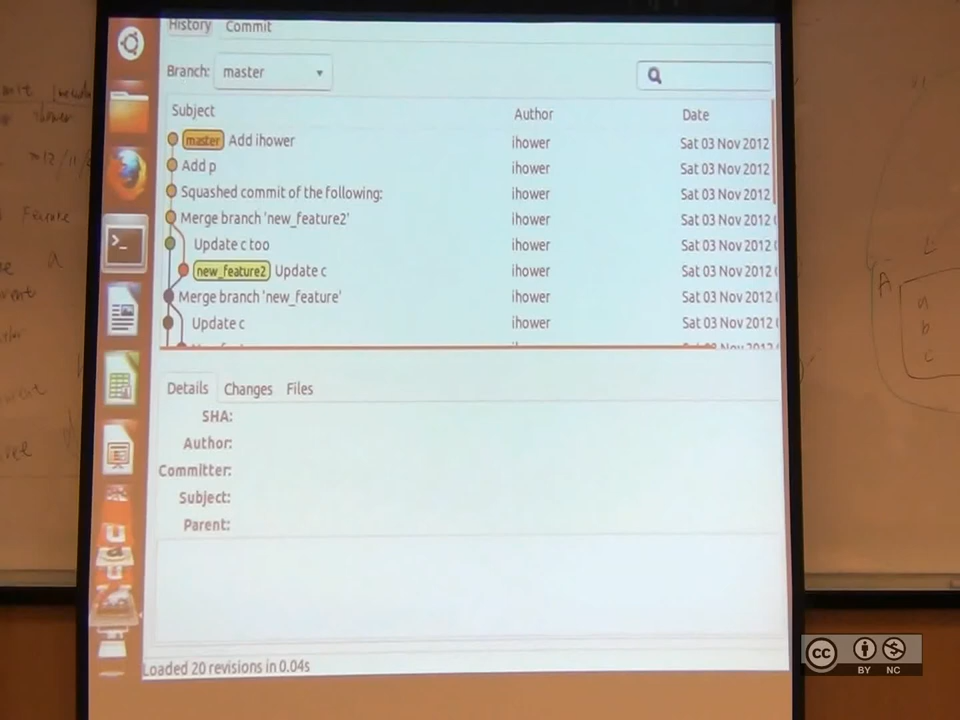 History Commit
Branch: master
Subject Author Date
master Add ihower ihower Sat 03 Nov 2012
Add p ihower Sat 03 Nov 2012
Squashed commit of the following: ihower Sat 03 Nov 2012
Merge branch 'new_feature2' ihower Sat 03 Nov 2012
Update c too ihower Sat 03 Nov 2012
new_feature2 Update c ihower Sat 03 Nov 2012
Merge branch 'new_feature' ihower Sat 03 Nov 2012
Update c ihower Sat 03 Nov 2012
Details Changes Files
SHA:
Author:
Committer:
Subject:
Parent:
Loaded 20 revisions in 0.04s
A
a
b
c
cc
BY NC